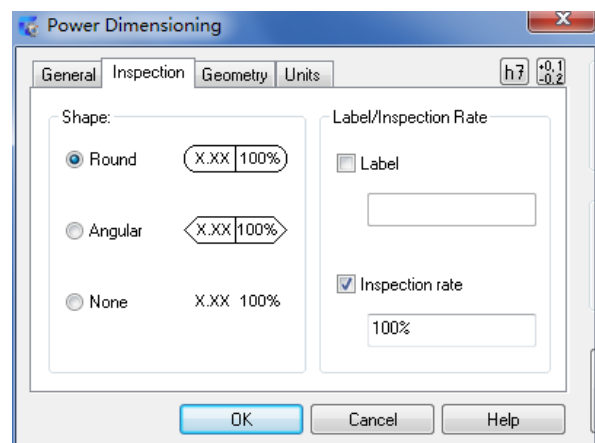 Power Dimensioning
General Inspection Geometry Units h7 +0,1 -0,2
Shape:
Round X.XX 100%
Angular X.XX 100%
None X.XX 100%
Label/Inspection Rate
Label
Inspection rate
100%
OK Cancel Help